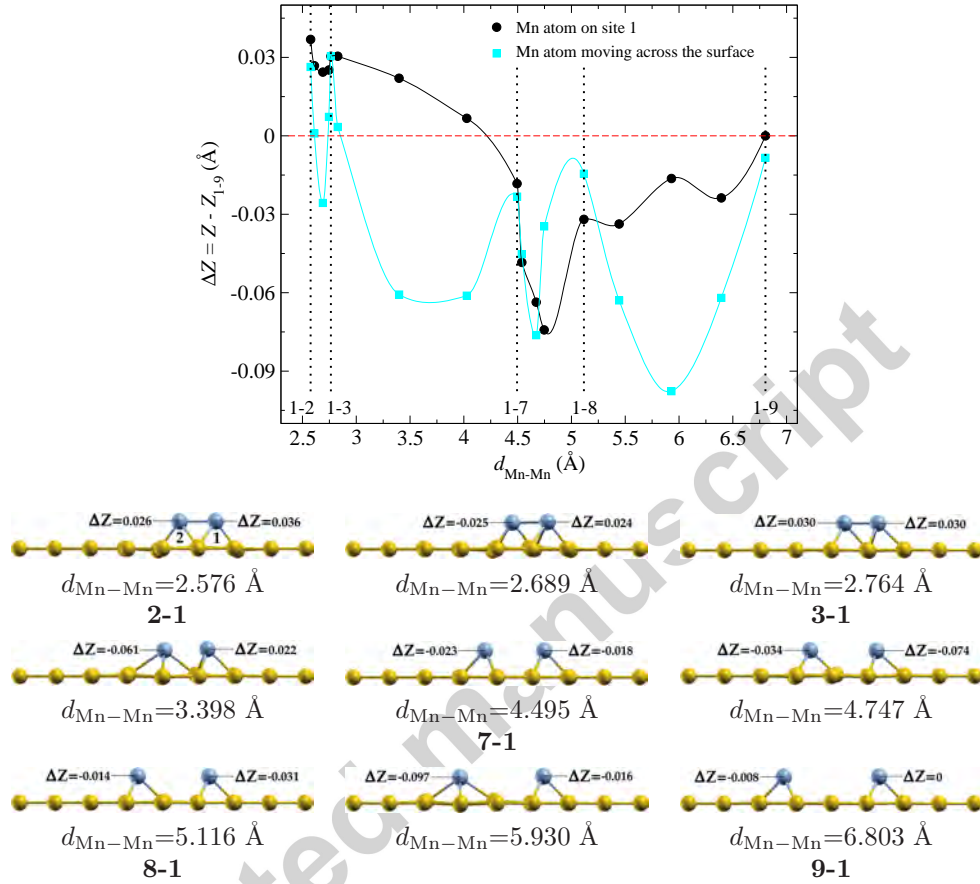 Mn atom on site 1
Mn atom moving across the surface
ΔZ = Z - Z1-9 (Å)
0.03
0
-0.03
-0.06
-0.09
1-2 1-3 1-7 1-8 1-9
2.5 3 3.5 4 4.5 5 5.5 6 6.5 7
dMn-Mn (Å)
ΔZ=0.026 ΔZ=0.036 ΔZ=-0.025 ΔZ=0.024 ΔZ=0.030 ΔZ=0.030
2 1
dMn−Mn=2.576 Å dMn−Mn=2.689 Å dMn−Mn=2.764 Å
2-1 3-1
ΔZ=-0.061 ΔZ=0.022 ΔZ=-0.023 ΔZ=-0.018 ΔZ=-0.034 ΔZ=-0.074
dMn−Mn=3.398 Å dMn−Mn=4.495 Å dMn−Mn=4.747 Å
7-1
ΔZ=-0.014 ΔZ=-0.031 ΔZ=-0.097 ΔZ=-0.016 ΔZ=-0.008 ΔZ=0
dMn−Mn=5.116 Å dMn−Mn=5.930 Å dMn−Mn=6.803 Å
8-1 9-1
ted manuscript